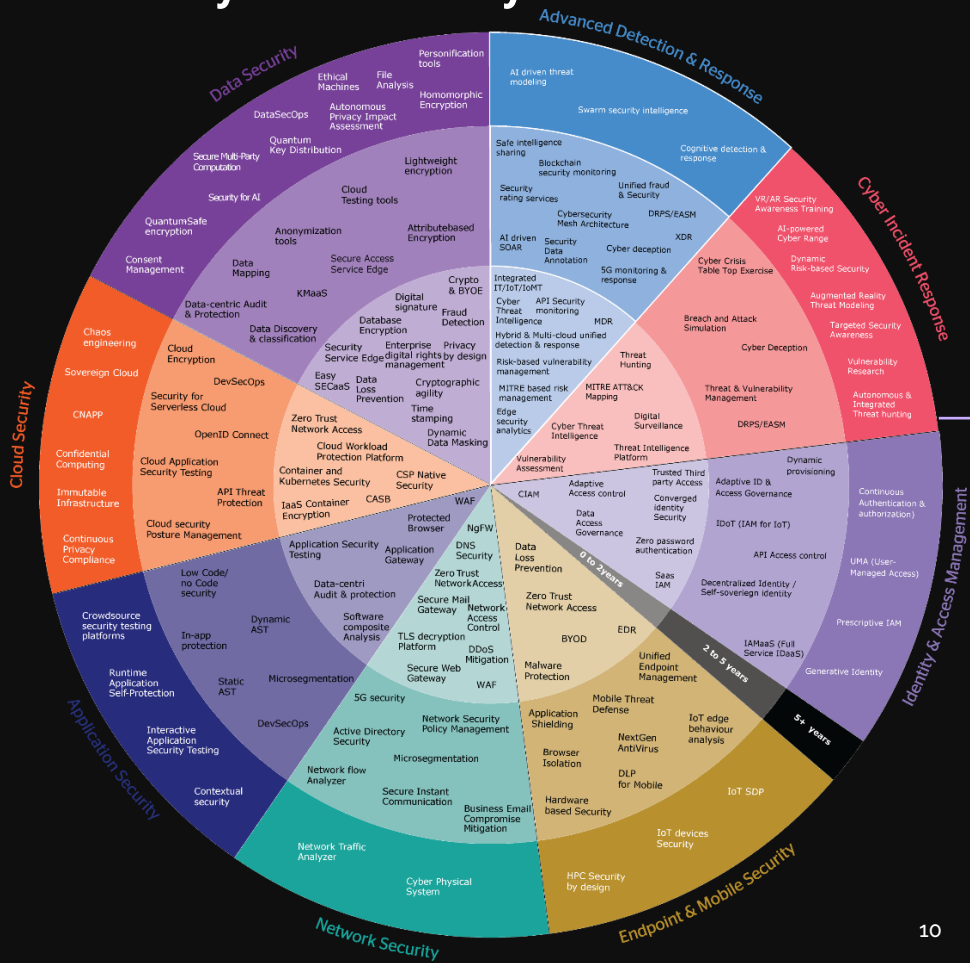 Data Security
Personification
tools
Ethical
Machines
File
Analysis
Homomorphic
Encryption
DataSecOps
Autonomous
Privacy Impact
Assessment
Quantum
Key Distribution
Secure Multi-Party
Computation
Security for AI
QuantumSafe
encryption
Consent
Management
Lightweight
encryption
Cloud
Testing tools
Attributebased
Encryption
Anonymization
tools
Secure Access
Service Edge
Data
Mapping
KMaaS
Data-centric Audit
& Protection
Data Discovery
& classification
Crypto
& BYOE
Digital
signature
Fraud
Detection
Database
Encryption
Security
Service Edge
Enterprise
digital rights
management
Privacy
by design
Easy
SECaaS
Data
Loss
Prevention
Cryptographic
agility
Time
stamping
Dynamic
Data Masking
Advanced Detection & Response
AI driven threat
modeling
Swarm security intelligence
Cognitive detection &
response
Safe intelligence
sharing
Blockchain
security monitoring
Security
rating services
Unified fraud
& Security
Cybersecurity
Mesh Architecture
DRPS/EASM
AI driven
SOAR
Security
Data
Annotation
Cyber deception
XDR
5G monitoring &
response
Integrated
IT/IoT/IoMT
Cyber
Threat
Intelligence
API Security
monitoring
MDR
Hybrid & Multi-cloud unified
detection & response
Risk-based vulnerability
management
MITRE based risk
management
Edge
security
analytics
Cyber Incident Response
VR/AR Security
Awareness Training
AI-powered
Cyber Range
Dynamic
Risk-based Security
Augmented Reality
Threat Modeling
Targeted Security
Awareness
Vulnerability
Research
Autonomous &
Integrated
Threat hunting
Cyber Crisis
Table Top Exercise
Breach and Attack
Simulation
Cyber Deception
Threat & Vulnerability
Management
DRPS/EASM
Threat
Hunting
MITRE ATT&CK
Mapping
Digital
Surveillance
Cyber Threat
Intelligence
Threat Intelligence
Platform
Vulnerability
Assessment
Identity & Access Management
Continuous
Authentication &
authorization)
UMA (User-
Managed Access)
Prescriptive IAM
Generative Identity
Dynamic
provisioning
Adaptive ID &
Access Governance
IDoT (IAM for IoT)
API Access control
Decentralized Identity /
Self-soveriegn identity
IAMaaS (Full
Service IDaaS)
Trusted Third
party Access
CIAM
Adaptive
Access control
Converged
identity
Security
Data
Access
Governance
Zero password
authentication
Saas
IAM
0 to 2years
2 to 5 years
5+ years
Endpoint & Mobile Security
Data
Loss
Prevention
Zero Trust
Network Access
BYOD
EDR
Malware
Protection
Unified
Endpoint
Management
Mobile Threat
Defense
Application
Shielding
IoT edge
behaviour
analysis
NextGen
AntiVirus
Browser
Isolation
DLP
for Mobile
Hardware
based Security
IoT SDP
IoT devices
Security
HPC Security
by design
Network Security
NgFW
DNS
Security
Zero Trust
NetworkAccess
Secure Mail
Gateway
Network
Access
Control
TLS decryption
Platform
DDoS
Mitigation
Secure Web
Gateway
WAF
5G security
Network Security
Policy Management
Active Directory
Security
Microsegmentation
Network flow
Analyzer
Secure Instant
Communication
Business Email
Compromise
Mitigation
Network Traffic
Analyzer
Cyber Physical
System
Application Security
WAF
Protected
Browser
Application Security
Testing
Application
Gateway
Data-centri
Audit & protection
Software
composite
Analysis
Low Code/
no Code
security
Dynamic
AST
In-app
protection
Static
AST
Microsegmentation
DevSecOps
Crowdsource
security testing
platforms
Runtime
Application
Self-Protection
Interactive
Application
Security Testing
Contextual
security
Cloud Security
Chaos
engineering
Sovereign Cloud
CNAPP
Confidential
Computing
Immutable
Infrastructure
Continuous
Privacy
Compliance
Cloud
Encryption
DevSecOps
Security for
Serverless Cloud
OpenID Connect
Cloud Application
Security Testing
API Threat
Protection
Cloud security
Posture Management
Zero Trust
Network Access
Cloud Workload
Protection Platform
Container and
Kubernetes Security
CSP Native
Security
CASB
IaaS Container
Encryption
10